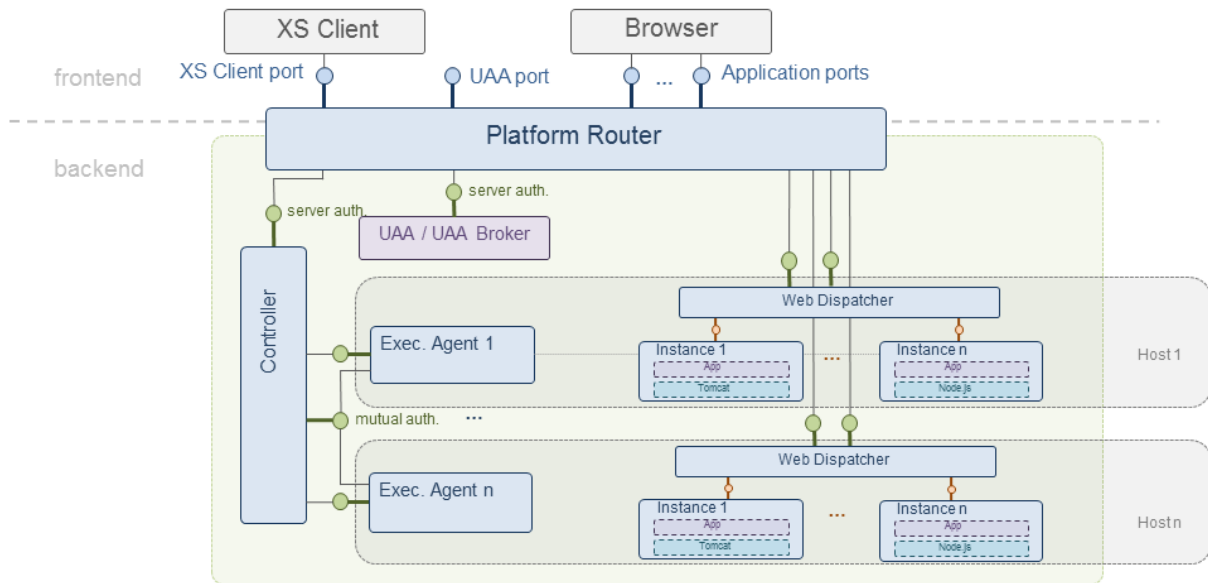 XS Client
Browser
frontend
XS Client port
UAA port
...
Application ports
Platform Router
backend
server auth.
server auth.
UAA / UAA Broker
Controller
Web Dispatcher
Exec. Agent 1
Instance 1
App
Tomcat
...
Instance n
App
Node.js
Host 1
mutual auth.
...
Web Dispatcher
Exec. Agent n
Instance 1
App
Tomcat
...
Instance n
App
Node.js
Host n